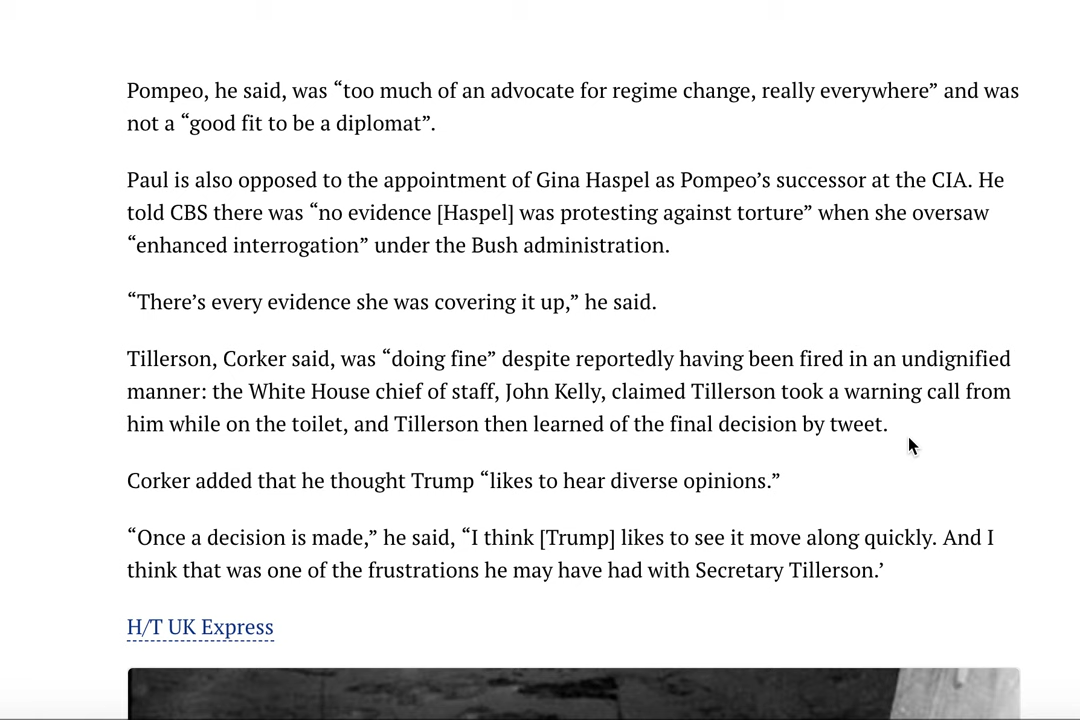 Pompeo, he said, was “too much of an advocate for regime change, really everywhere” and was
not a “good fit to be a diplomat”.
Paul is also opposed to the appointment of Gina Haspel as Pompeo’s successor at the CIA. He
told CBS there was “no evidence [Haspel] was protesting against torture” when she oversaw
“enhanced interrogation” under the Bush administration.
“There’s every evidence she was covering it up,” he said.
Tillerson, Corker said, was “doing fine” despite reportedly having been fired in an undignified
manner: the White House chief of staff, John Kelly, claimed Tillerson took a warning call from
him while on the toilet, and Tillerson then learned of the final decision by tweet.
Corker added that he thought Trump “likes to hear diverse opinions.”
“Once a decision is made,” he said, “I think [Trump] likes to see it move along quickly. And I
think that was one of the frustrations he may have had with Secretary Tillerson.’
H/T UK Express